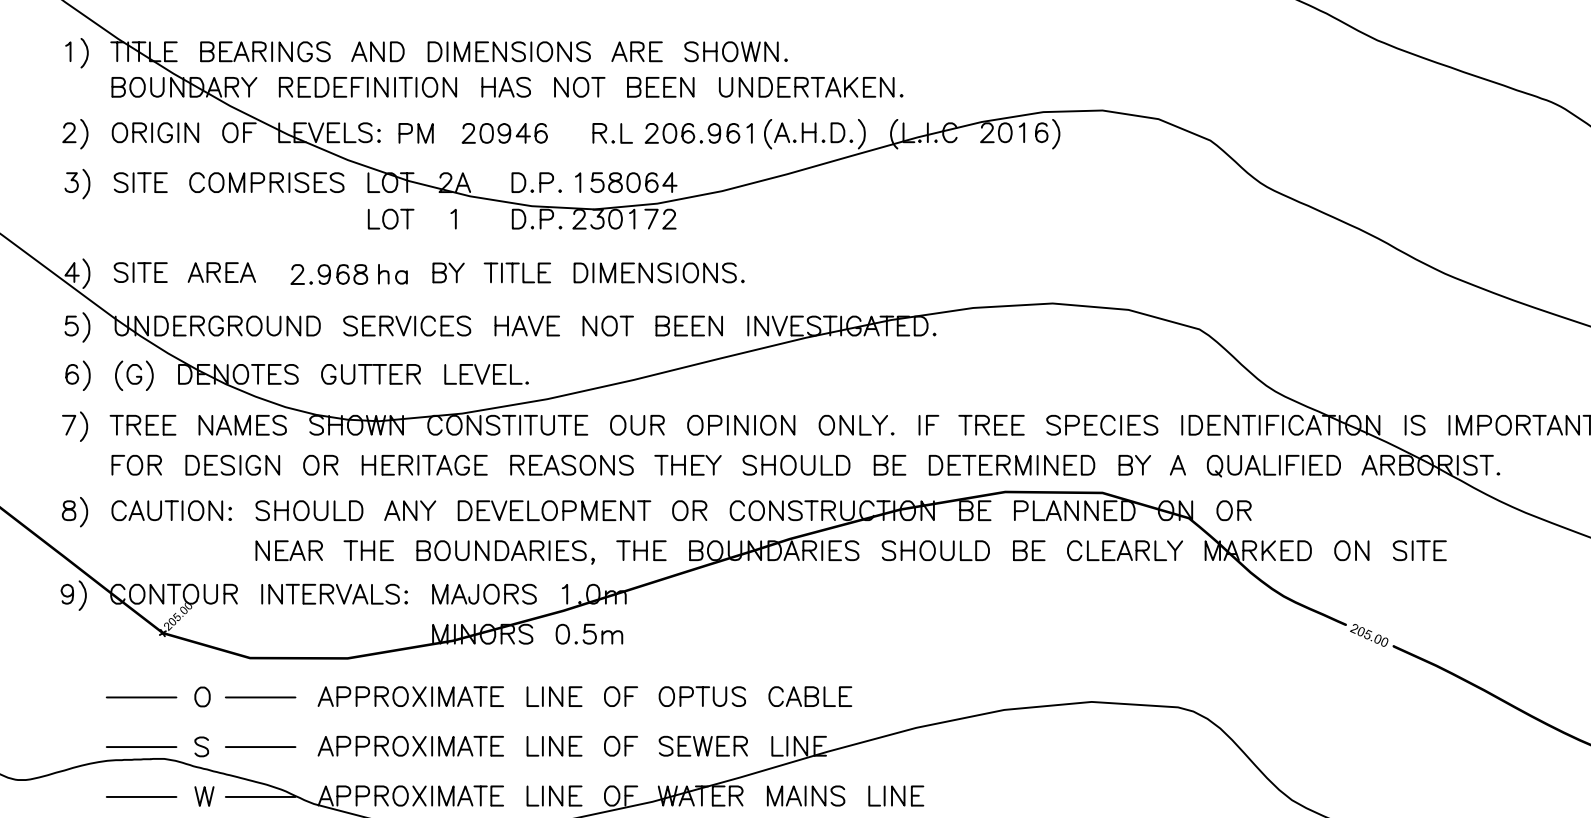 1) TITLE BEARINGS AND DIMENSIONS ARE SHOWN.
BOUNDARY REDEFINITION HAS NOT BEEN UNDERTAKEN.
2) ORIGIN OF LEVELS: PM 20946 R.L 206.961(A.H.D.) (L.I.C 2016)
3) SITE COMPRISES LOT 2A D.P. 158064
LOT 1 D.P. 230172
4) SITE AREA 2.968 ha BY TITLE DIMENSIONS.
5) UNDERGROUND SERVICES HAVE NOT BEEN INVESTIGATED.
6) (G) DENOTES GUTTER LEVEL.
7) TREE NAMES SHOWN CONSTITUTE OUR OPINION ONLY. IF TREE SPECIES IDENTIFICATION IS IMPORTANT
FOR DESIGN OR HERITAGE REASONS THEY SHOULD BE DETERMINED BY A QUALIFIED ARBORIST.
8) CAUTION: SHOULD ANY DEVELOPMENT OR CONSTRUCTION BE PLANNED ON OR
NEAR THE BOUNDARIES, THE BOUNDARIES SHOULD BE CLEARLY MARKED ON SITE
9) CONTOUR INTERVALS: MAJORS 1.0m
205.00
MINORS 0.5m
205.00
O APPROXIMATE LINE OF OPTUS CABLE
S APPROXIMATE LINE OF SEWER LINE
W APPROXIMATE LINE OF WATER MAINS LINE